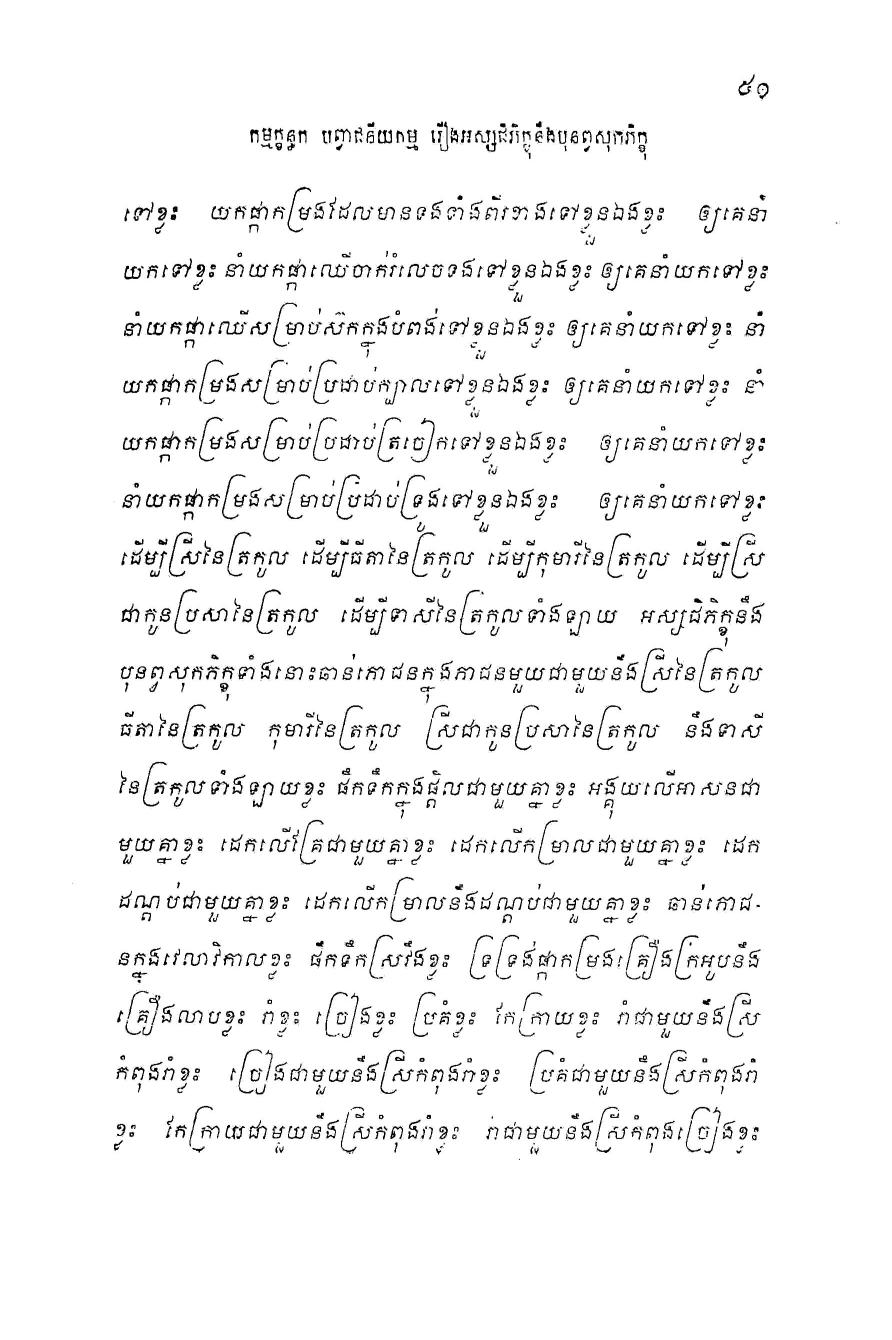 ៥១
កម្មក្ខន្ធក បព្វាជនីយកម្ម រឿងអស្សជិភិក្ខុនឹងបុនព្វសុកភិក្ខុ
ទៅខ្លះ យកផ្កាកម្រងដែលមានទងទាំងពីរខាងទៅខ្លួនឯងខ្លះ ឲ្យគេនាំ
យកទៅខ្លះ នាំយកផ្កាឈើចាក់រំលេចទងទៅខ្លួនឯងខ្លះ ឲ្យគេនាំយកទៅខ្លះ
នាំយកផ្កាឈើសម្រាប់ស៊កក្នុងបំពង់ទៅខ្លួនឯងខ្លះ ឲ្យគេនាំយកទៅខ្លះ នាំ
យកផ្កាកម្រងសម្រាប់ប្រដាប់ក្បាលទៅខ្លួនឯងខ្លះ ឲ្យគេនាំយកទៅខ្លះ នាំ
យកផ្កាកម្រងសម្រាប់ប្រដាប់ត្រចៀកទៅខ្លួនឯងខ្លះ ឲ្យគេនាំយកទៅខ្លះ
នាំយកផ្កាកម្រងសម្រាប់ប្រដាប់ទ្រូងទៅខ្លួនឯងខ្លះ ឲ្យគេនាំយកទៅខ្លះ
ដើម្បីស្រីនៃត្រកូល ដើម្បីធីតានៃត្រកូល ដើម្បីកុមារីនៃត្រកូល ដើម្បីស្រី
ជាកូនប្រសានៃត្រកូល ដើម្បីទាសីនៃត្រកូលទាំងឡាយ អស្សជិភិក្ខុនឹង
បុនព្វសុកភិក្ខុទាំងនោះឆាន់ភោជនក្នុងភាជនមួយជាមួយនឹងស្រីនៃត្រកូល
ធីតានៃត្រកូល កុមារីនៃត្រកូល ស្រីជាកូនប្រសានៃត្រកូល នឹងទាសី
នៃត្រកូលទាំងឡាយខ្លះ ផឹកទឹកក្នុងផ្តិលជាមួយគ្នាខ្លះ អង្គុយលើអាសនជា
មួយគ្នាខ្លះ ដេកលើគ្រែជាមួយគ្នាខ្លះ ដេកលើកម្រាលជាមួយគ្នាខ្លះ ដេក
ដណ្តប់ជាមួយគ្នាខ្លះ ដេកលើកម្រាលនឹងដណ្តប់ជាមួយគ្នាខ្លះ ឆាន់ភោជ-
នក្នុងវេលាវិកាលខ្លះ ផឹកទឹកស្រវឹងខ្លះ ទ្រទ្រង់ផ្កាកម្រងគ្រឿងក្រអូបនឹង
គ្រឿងលាបខ្លះ រាំខ្លះ ច្រៀងខ្លះ ប្រគំខ្លះ កែក្រាយខ្លះ រាំជាមួយនឹងស្រី
កំពុងរាំខ្លះ ច្រៀងជាមួយនឹងស្រីកំពុងរាំខ្លះ ប្រគំជាមួយនឹងស្រីកំពុងរាំ
ខ្លះ កែក្រាយជាមួយនឹងស្រីកំពុងរាំខ្លះ រាំជាមួយនឹងស្រីកំពុងច្រៀងខ្លះ